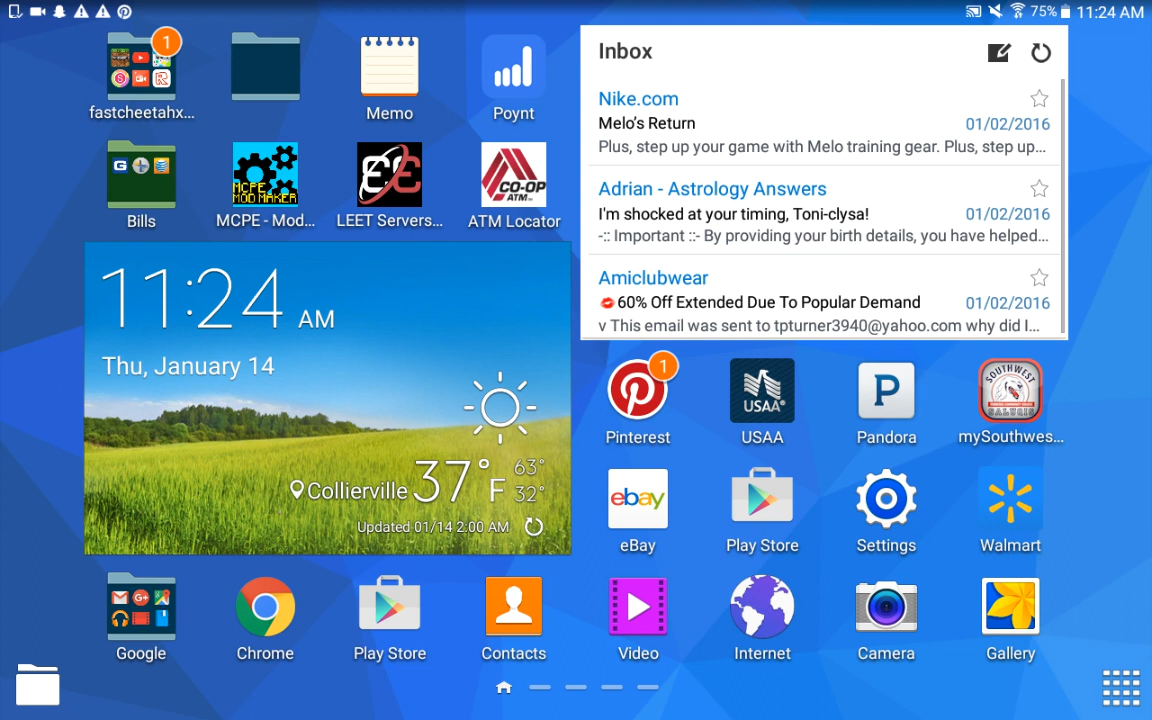 75% 11:24 AM
fastcheetahx...
1
Memo
Poynt
Bills
MCPE MOD MAKER
MCPE - Mod...
LEET Servers...
CO-OP ATM
ATM Locator
Inbox
Nike.com
Melo's Return 01/02/2016
Plus, step up your game with Melo training gear. Plus, step up...
Adrian - Astrology Answers
I'm shocked at your timing, Toni-clysa! 01/02/2016
-:: Important ::- By providing your birth details, you have helped...
Amiclubwear
60% Off Extended Due To Popular Demand 01/02/2016
v This email was sent to tpturner3940@yahoo.com why did I...
11:24 AM
Thu, January 14
Collierville 37° F 63° 32°
Updated 01/14 2:00 AM
1
Pinterest
USAA
USAA
Pandora
SOUTHWEST
SALUQIS
mySouthwes...
ebay
eBay
Play Store
Settings
Walmart
Google
Chrome
Play Store
Contacts
Video
Internet
Camera
Gallery